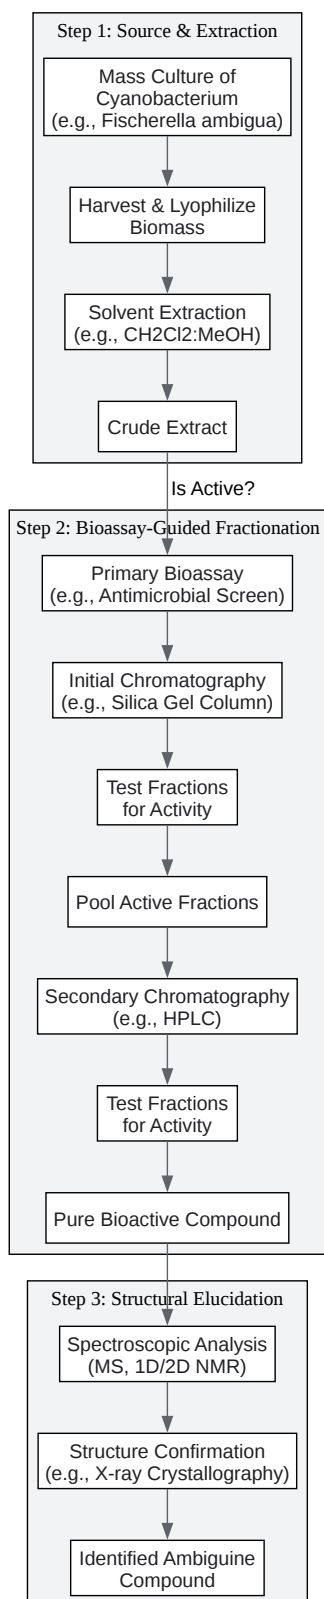 Step 1: Source & Extraction
Mass Culture of
Cyanobacterium
(e.g., Fischerella ambigua)
Harvest & Lyophilize
Biomass
Solvent Extraction
(e.g., CH2Cl2:MeOH)
Crude Extract
Is Active?
Step 2: Bioassay-Guided Fractionation
Primary Bioassay
(e.g., Antimicrobial Screen)
Initial Chromatography
(e.g., Silica Gel Column)
Test Fractions
for Activity
Pool Active Fractions
Secondary Chromatography
(e.g., HPLC)
Test Fractions
for Activity
Pure Bioactive Compound
Step 3: Structural Elucidation
Spectroscopic Analysis
(MS, 1D/2D NMR)
Structure Confirmation
(e.g., X-ray Crystallography)
Identified Ambiguine
Compound